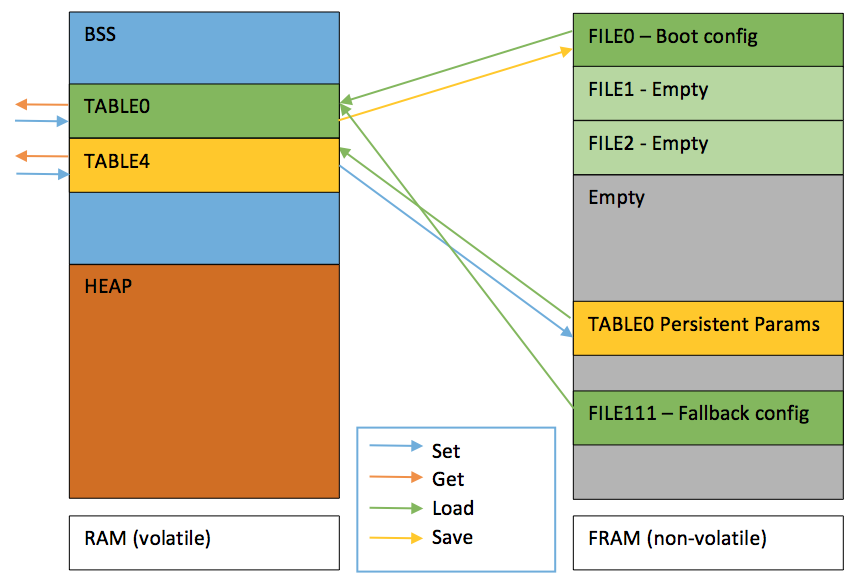 BSS
TABLE0
TABLE4
HEAP
RAM (volatile)
FILE0 – Boot config
FILE1 - Empty
FILE2 - Empty
Empty
TABLE0 Persistent Params
FILE111 – Fallback config
FRAM (non-volatile)
Set
Get
Load
Save